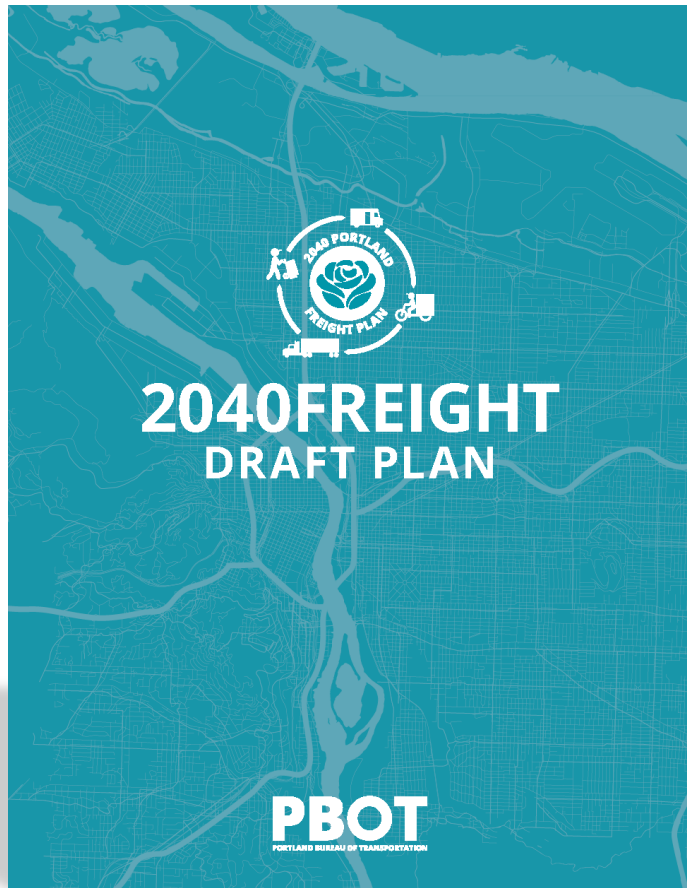 2040 PORTLAND
FREIGHT PLAN
2040FREIGHT
DRAFT PLAN
PBOT
PORTLAND BUREAU OF TRANSPORTATION